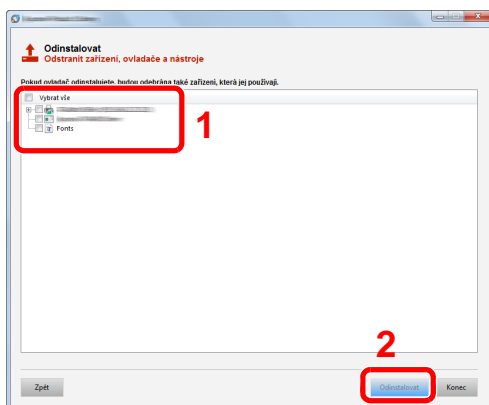 Odinstalovat
Odstranit zařízení, ovladače a nástroje
Pokud ovladač odinstalujete, budou odebrána také zařízení, která jej používají.
Vybrat vše
Fonts
1
2
Zpět
Odinstalovat
Konec